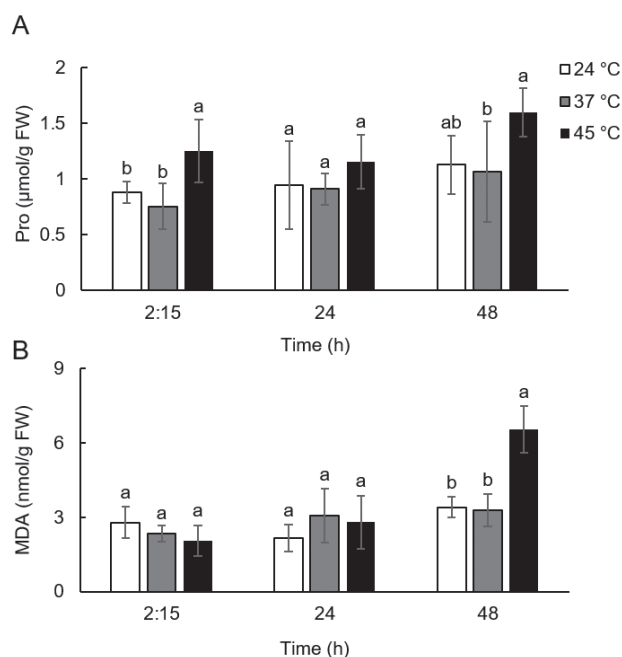 A
2
1.5
1
0.5
0
Pro (µmol/g FW)
b
b
a
a
a
a
ab
b
a
24 °C
37 °C
45 °C
2:15
24
48
Time (h)
B
9
6
3
0
MDA (nmol/g FW)
a
a
a
a
a
a
b
b
a
2:15
24
48
Time (h)